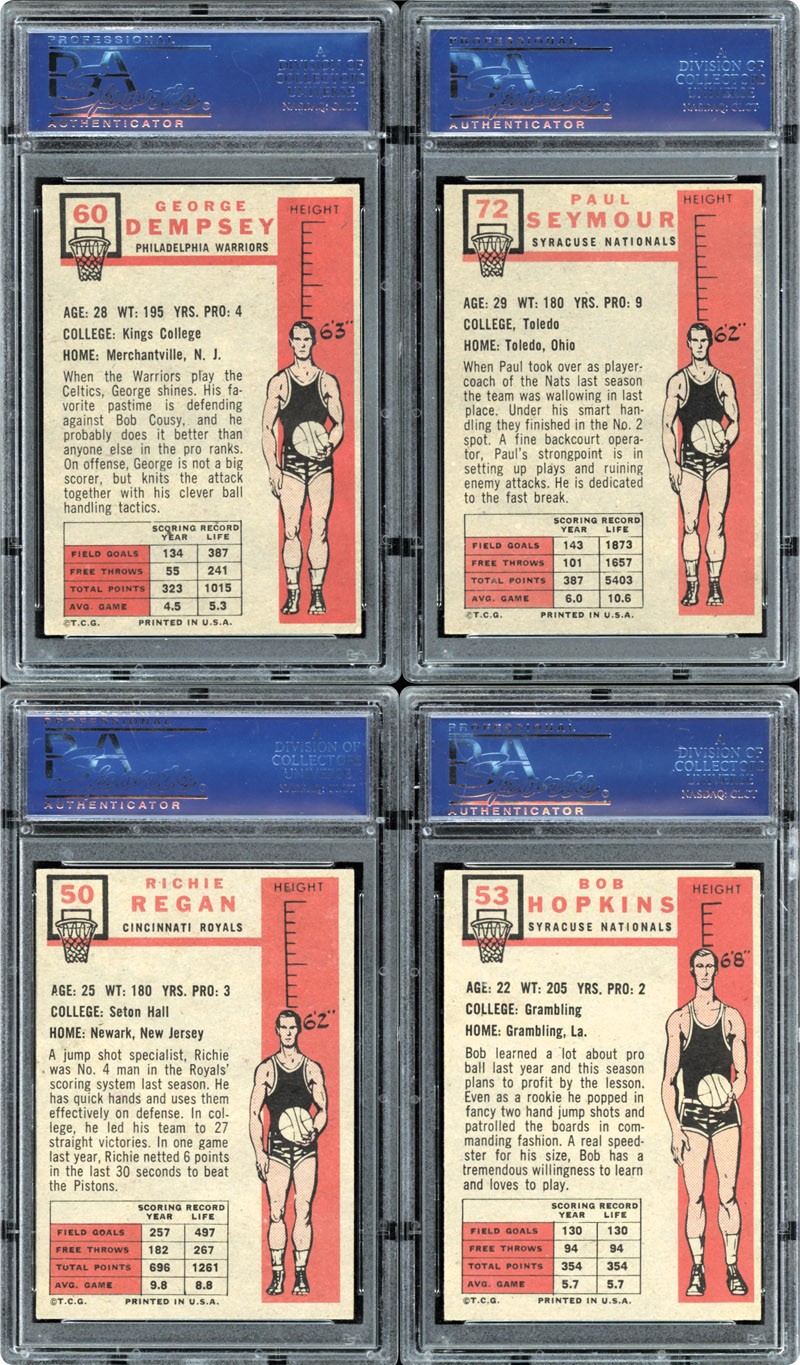 PROFESSIONAL
PSA
Sports
AUTHENTICATOR
A
DIVISION OF
COLLECTORS
UNIVERSE
NASDAQ: CLCT
60
GEORGE
DEMPSEY
PHILADELPHIA WARRIORS
HEIGHT
6'3"
AGE: 28 WT: 195 YRS. PRO: 4
COLLEGE: Kings College
HOME: Merchantville, N. J.
When the Warriors play the
Celtics, George shines. His fa-
vorite pastime is defending
against Bob Cousy, and he
probably does it better than
anyone else in the pro ranks.
On offense, George is not a big
scorer, but knits the attack
together with his clever ball
handling tactics.
SCORING RECORD
YEAR LIFE
FIELD GOALS 134 387
FREE THROWS 55 241
TOTAL POINTS 323 1015
AVG. GAME 4.5 5.3
©T.C.G. PRINTED IN U.S.A.
PROFESSIONAL
PSA
Sports
AUTHENTICATOR
A
DIVISION OF
COLLECTORS
UNIVERSE
NASDAQ: CLCT
72
PAUL
SEYMOUR
SYRACUSE NATIONALS
HEIGHT
6'2"
AGE: 29 WT: 180 YRS. PRO: 9
COLLEGE, Toledo
HOME: Toledo, Ohio
When Paul took over as player-
coach of the Nats last season
the team was wallowing in last
place. Under his smart han-
dling they finished in the No. 2
spot. A fine backcourt opera-
tor, Paul's strongpoint is in
setting up plays and ruining
enemy attacks. He is dedicated
to the fast break.
SCORING RECORD
YEAR LIFE
FIELD GOALS 143 1873
FREE THROWS 101 1657
TOTAL POINTS 387 5403
AVG. GAME 6.0 10.6
©T.C.G. PRINTED IN U.S.A.
PROFESSIONAL
PSA
Sports
AUTHENTICATOR
A
DIVISION OF
COLLECTORS
UNIVERSE
NASDAQ: CLCT
50
RICHIE
REGAN
CINCINNATI ROYALS
HEIGHT
6'2"
AGE: 25 WT: 180 YRS. PRO: 3
COLLEGE: Seton Hall
HOME: Newark, New Jersey
A jump shot specialist, Richie
was No. 4 man in the Royals'
scoring system last season. He
has quick hands and uses them
effectively on defense. In col-
lege, he led his team to 27
straight victories. In one game
last year, Richie netted 6 points
in the last 30 seconds to beat
the Pistons.
SCORING RECORD
YEAR LIFE
FIELD GOALS 257 497
FREE THROWS 182 267
TOTAL POINTS 696 1261
AVG. GAME 9.8 8.8
©T.C.G. PRINTED IN U.S.A.
PROFESSIONAL
PSA
Sports
AUTHENTICATOR
A
DIVISION OF
COLLECTORS
UNIVERSE
NASDAQ: CLCT
53
BOB
HOPKINS
SYRACUSE NATIONALS
HEIGHT
6'8"
AGE: 22 WT: 205 YRS. PRO: 2
COLLEGE: Grambling
HOME: Grambling, La.
Bob learned a lot about pro
ball last year and this season
plans to profit by the lesson.
Even as a rookie he popped in
fancy two hand jump shots and
patrolled the boards in com-
manding fashion. A real speed-
ster for his size, Bob has a
tremendous willingness to learn
and loves to play.
SCORING RECORD
YEAR LIFE
FIELD GOALS 130 130
FREE THROWS 94 94
TOTAL POINTS 354 354
AVG. GAME 5.7 5.7
©T.C.G. PRINTED IN U.S.A.